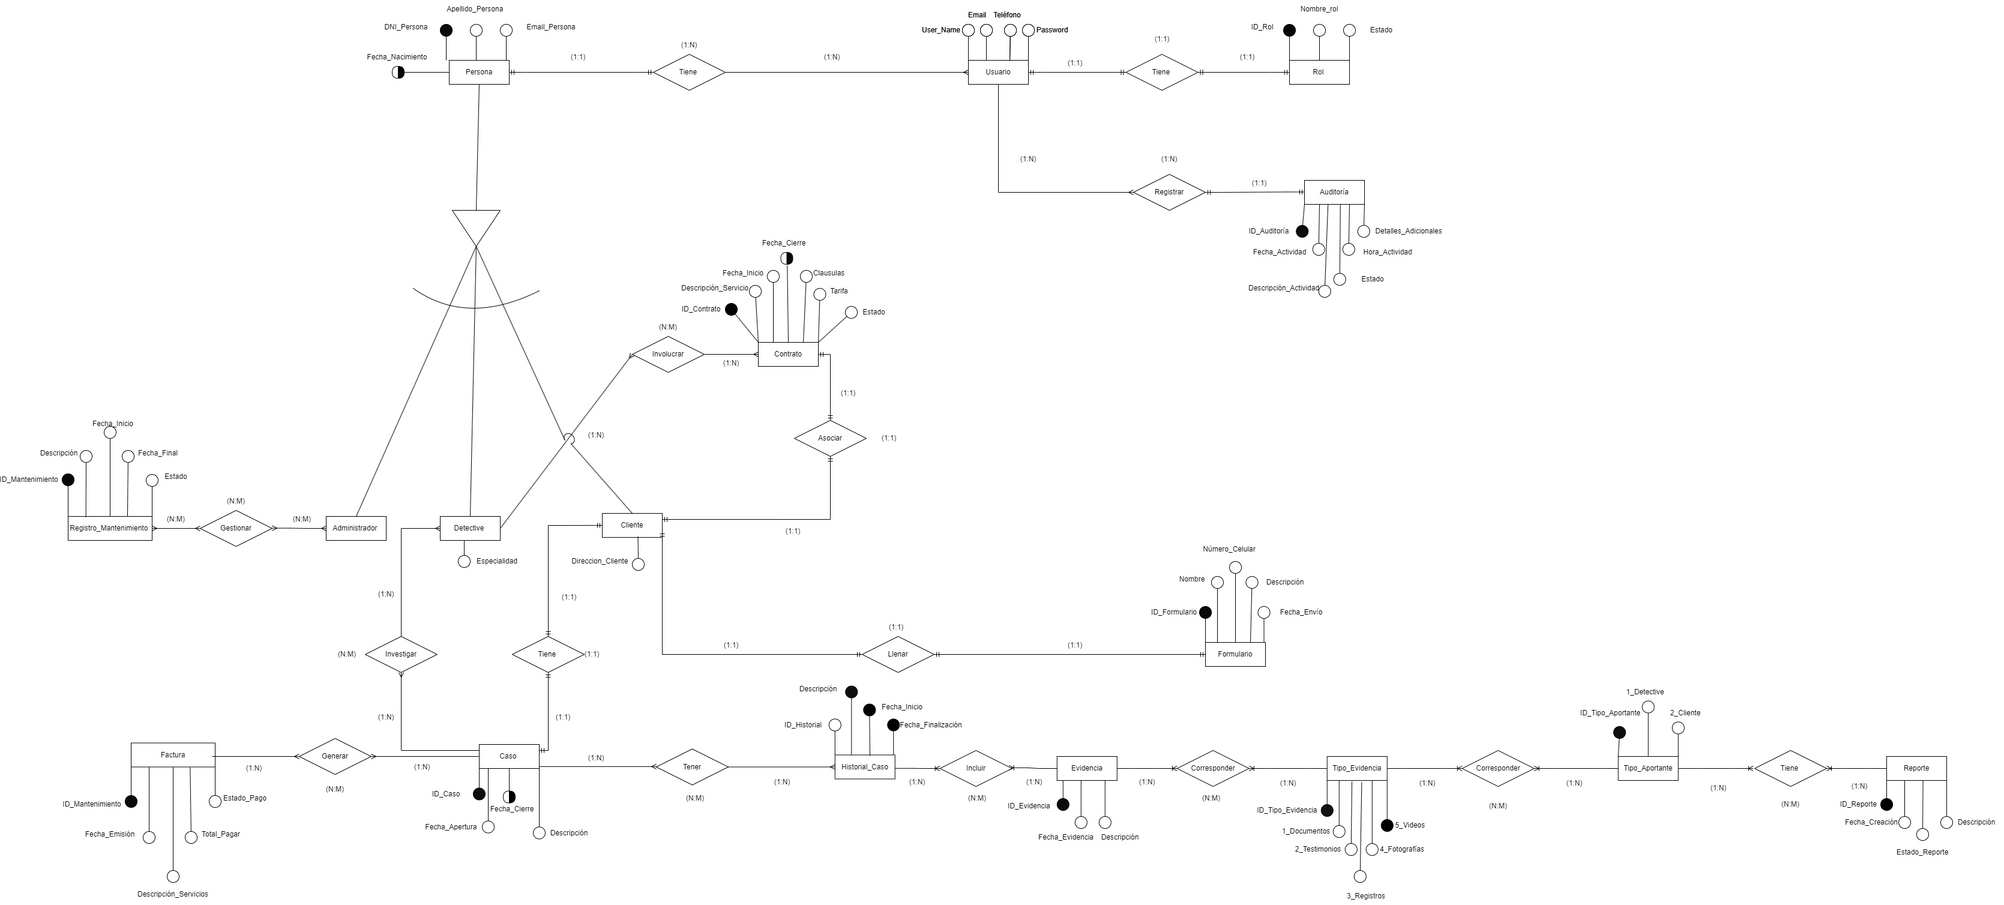 Apellido_Persona
DNI_Persona
Email_Persona
Fecha_Nacimiento
Persona
(1:1)
(1:N)
Tiene
(1:N)
Email
Teléfono
User_Name
Password
Usuario
(1:1)
(1:1)
Tiene
(1:1)
Nombre_rol
ID_Rol
Estado
Rol
(1:N)
(1:N)
Registrar
(1:1)
Auditoría
ID_Auditoría
Detalles_Adicionales
Fecha_Actividad
Hora_Actividad
Descripción_Actividad
Estado
Fecha_Cierre
Fecha_Inicio
Clausulas
Descripción_Servicio
Tarifa
ID_Contrato
Estado
(N:M)
Involucrar
(1:N)
Contrato
(1:1)
(1:N)
Asociar
(1:1)
Fecha_Inicio
Descripción
Fecha_Final
ID_Mantenimiento
Estado
Registro_Mantenimiento
(N:M)
(N:M)
Gestionar
(N:M)
Administrador
Detective
Especialidad
Cliente
Direccion_Cliente
(1:1)
Número_Celular
Nombre
Descripción
ID_Formulario
Fecha_Envío
Formulario
(1:N)
(1:1)
(N:M)
Investigar
Tiene
(1:1)
(1:1)
(1:1)
Llenar
(1:1)
(1:N)
(1:1)
Factura
(1:N)
Generar
(N:M)
(1:N)
Caso
ID_Mantenimiento
Estado_Pago
Fecha_Emisión
Total_Pagar
Descripción_Servicios
ID_Caso
Fecha_Cierre
Fecha_Apertura
Descripción
(1:N)
Tener
(N:M)
(1:N)
Descripción
Fecha_Inicio
ID_Historial
Fecha_Finalización
Historial_Caso
(1:N)
Incluir
(N:M)
(1:N)
Evidencia
ID_Evidencia
Fecha_Evidencia
Descripción
(1:N)
Corresponder
(N:M)
(1:N)
Tipo_Evidencia
ID_Tipo_Evidencia
1_Documentos
2_Testimonios
3_Registros
4_Fotografías
5_Videos
(1:N)
Corresponder
(N:M)
(1:N)
1_Detective
ID_Tipo_Aportante
2_Cliente
Tipo_Aportante
(1:N)
Tiene
(N:M)
(1:N)
Reporte
ID_Reporte
Fecha_Creación
Descripción
Estado_Reporte